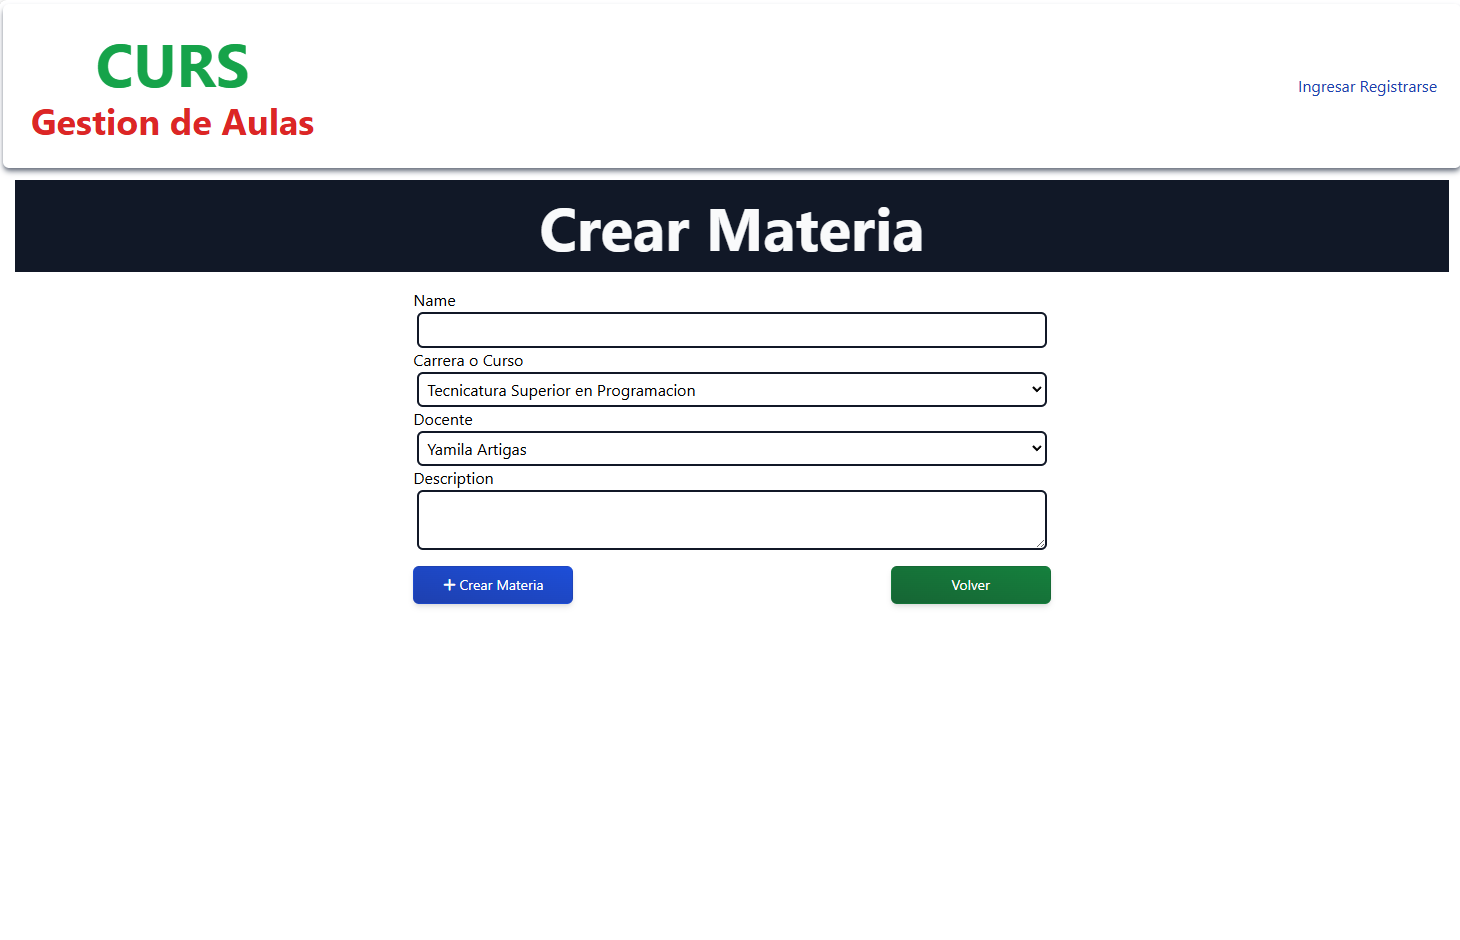 CURS
Gestion de Aulas
Ingresar Registrarse
Crear Materia
Name
Carrera o Curso
Tecnicatura Superior en Programacion
Docente
Yamila Artigas
Description
+ Crear Materia
Volver